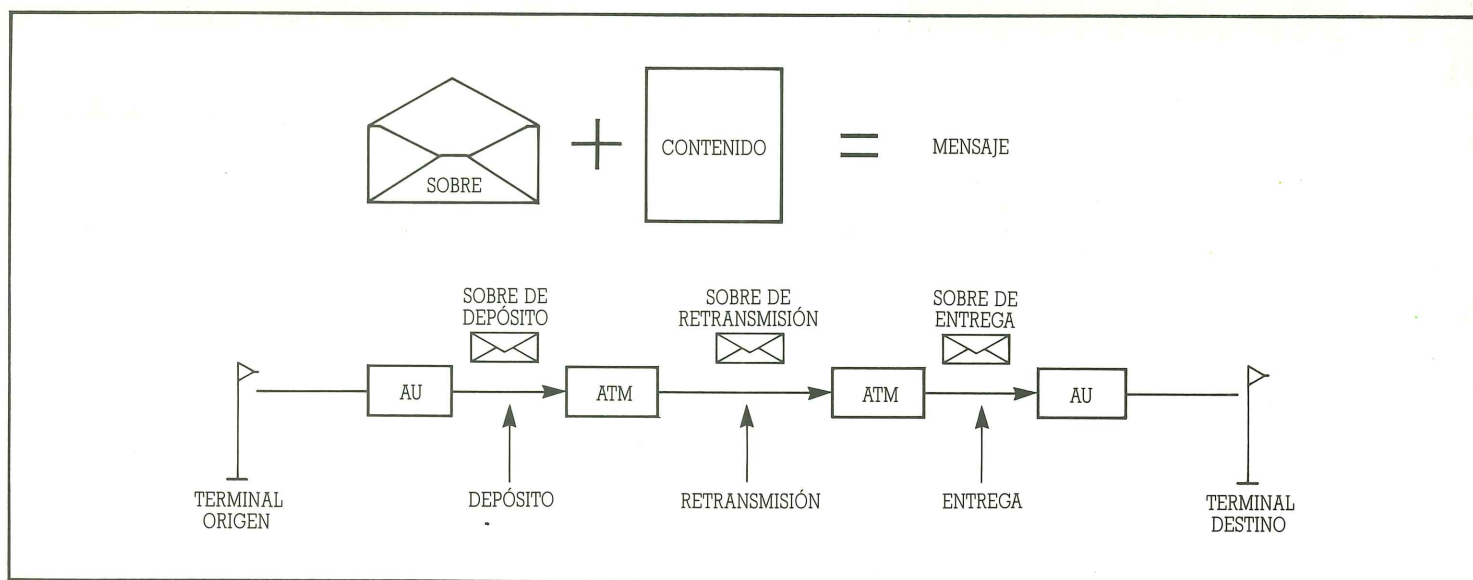 SOBRE
CONTENIDO
MENSAJE
SOBRE DE
DEPÓSITO
SOBRE DE
RETRANSMISIÓN
SOBRE DE
ENTREGA
AU
ATM
ATM
AU
TERMINAL
ORIGEN
DEPÓSITO
RETRANSMISIÓN
ENTREGA
TERMINAL
DESTINO